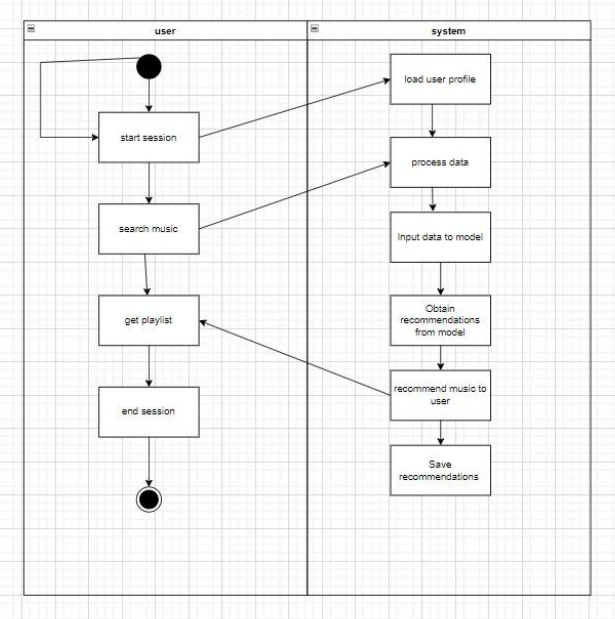 user
system
start session
search music
get playlist
end session
load user profile
process data
Input data to model
Obtain
recommendations
from model
recommend music to
user
Save
recommendations